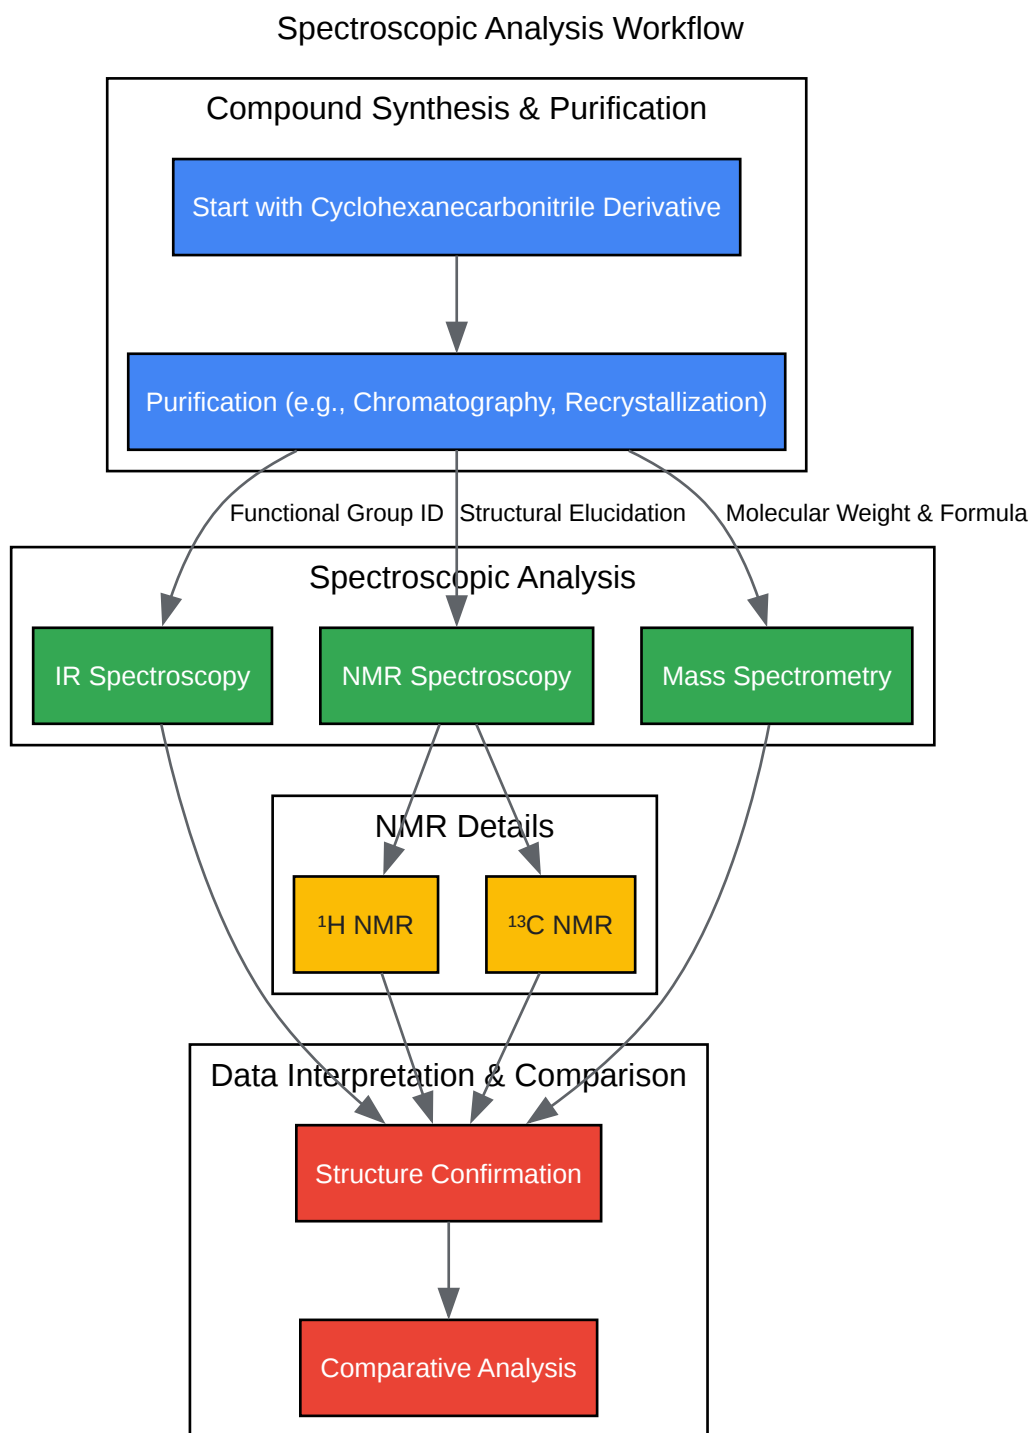 Spectroscopic Analysis Workflow
Compound Synthesis & Purification
Start with Cyclohexanecarbonitrile Derivative
Purification (e.g., Chromatography, Recrystallization)
Functional Group ID
Structural Elucidation
Molecular Weight & Formula
Spectroscopic Analysis
IR Spectroscopy
NMR Spectroscopy
Mass Spectrometry
NMR Details
¹H NMR
¹³C NMR
Data Interpretation & Comparison
Structure Confirmation
Comparative Analysis